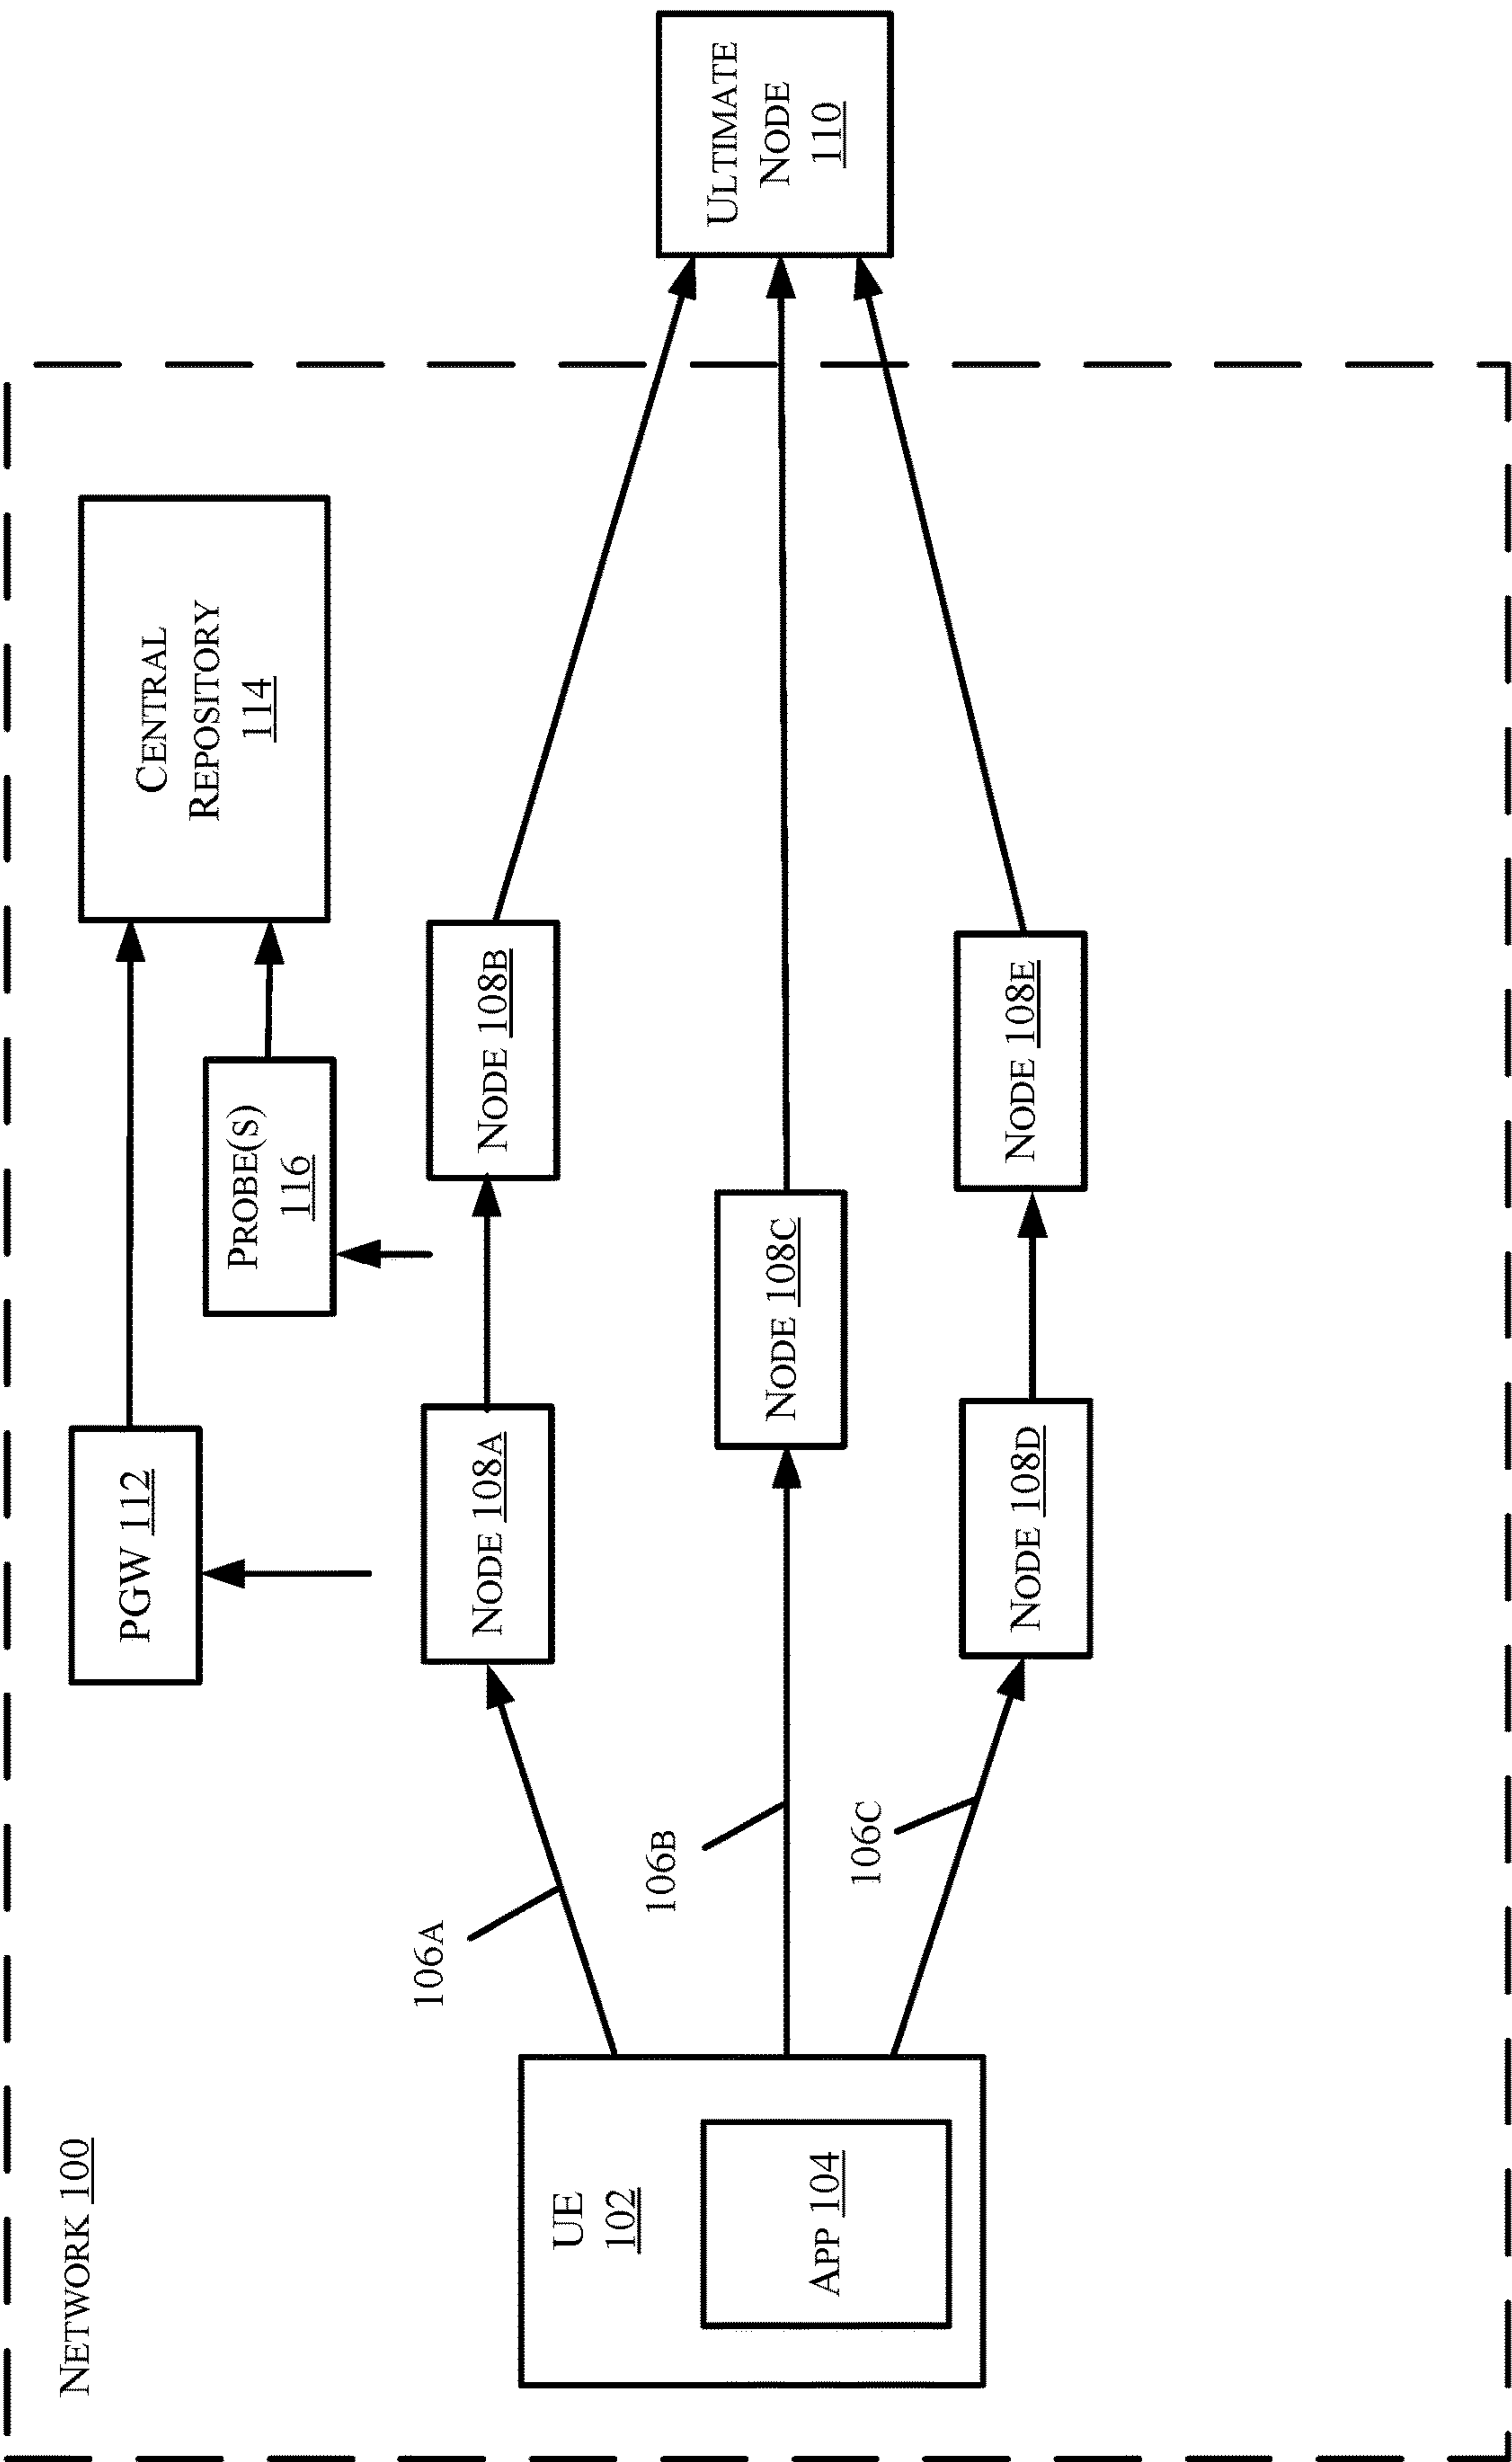 NETWORK 100
PGW 112
PROBE(S)
116
CENTRAL
REPOSITORY
114
UE
102
APP 104
106A
106B
106C
NODE 108A
NODE 108B
NODE 108C
NODE 108D
NODE 108E
ULTIMATE
NODE
110